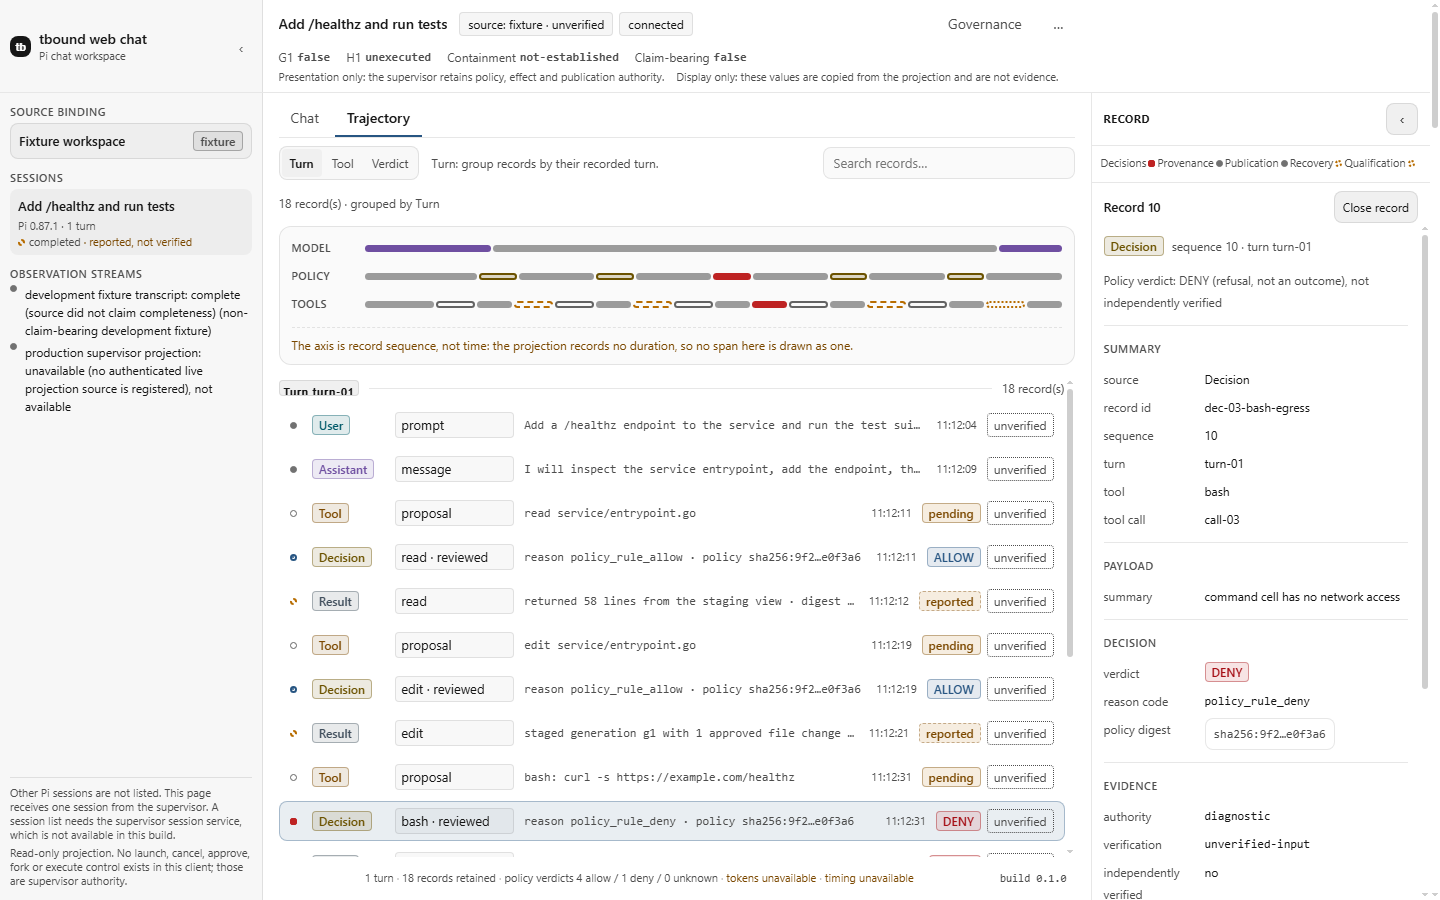 tb
tbound web chat
Pi chat workspace
‹
SOURCE BINDING
Fixture workspace
fixture
SESSIONS
Add /healthz and run tests
Pi 0.87.1 · 1 turn
completed · reported, not verified
OBSERVATION STREAMS
development fixture transcript: complete
(source did not claim completeness) (non-
claim-bearing development fixture)
production supervisor projection:
unavailable (no authenticated live
projection source is registered), not
available
Other Pi sessions are not listed. This page
receives one session from the supervisor. A
session list needs the supervisor session service,
which is not available in this build.
Read-only projection. No launch, cancel, approve,
fork or execute control exists in this client; those
are supervisor authority.
Add /healthz and run tests source: fixture · unverified connected Governance ...
G1 false H1 unexecuted Containment not-established Claim-bearing false
Presentation only: the supervisor retains policy, effect and publication authority. Display only: these values are copied from the projection and are not evidence.
Chat Trajectory
Turn Tool Verdict Turn: group records by their recorded turn. Search records...
18 record(s) · grouped by Turn
MODEL
POLICY
TOOLS
The axis is record sequence, not time: the projection records no duration, so no span here is drawn as one.
Turn turn-01 18 record(s)
User prompt Add a /healthz endpoint to the service and run the test sui… 11:12:04 unverified
Assistant message I will inspect the service entrypoint, add the endpoint, th… 11:12:09 unverified
Tool proposal read service/entrypoint.go 11:12:11 pending unverified
Decision read · reviewed reason policy_rule_allow · policy sha256:9f2…e0f3a6 11:12:11 ALLOW unverified
Result read returned 58 lines from the staging view · digest … 11:12:12 reported unverified
Tool proposal edit service/entrypoint.go 11:12:19 pending unverified
Decision edit · reviewed reason policy_rule_allow · policy sha256:9f2…e0f3a6 11:12:19 ALLOW unverified
Result edit staged generation g1 with 1 approved file change … 11:12:21 reported unverified
Tool proposal bash: curl -s https://example.com/healthz 11:12:31 pending unverified
Decision bash · reviewed reason policy_rule_deny · policy sha256:9f2…e0f3a6 11:12:31 DENY unverified
1 turn · 18 records retained · policy verdicts 4 allow / 1 deny / 0 unknown · tokens unavailable · timing unavailable build 0.1.0
RECORD ‹
Decisions Provenance Publication Recovery Qualification
Record 10 Close record
Decision sequence 10 · turn turn-01
Policy verdict: DENY (refusal, not an outcome), not
independently verified
SUMMARY
source Decision
record id dec-03-bash-egress
sequence 10
turn turn-01
tool bash
tool call call-03
PAYLOAD
summary command cell has no network access
DECISION
verdict DENY
reason code policy_rule_deny
policy digest sha256:9f2…e0f3a6
EVIDENCE
authority diagnostic
verification unverified-input
independently no
verified